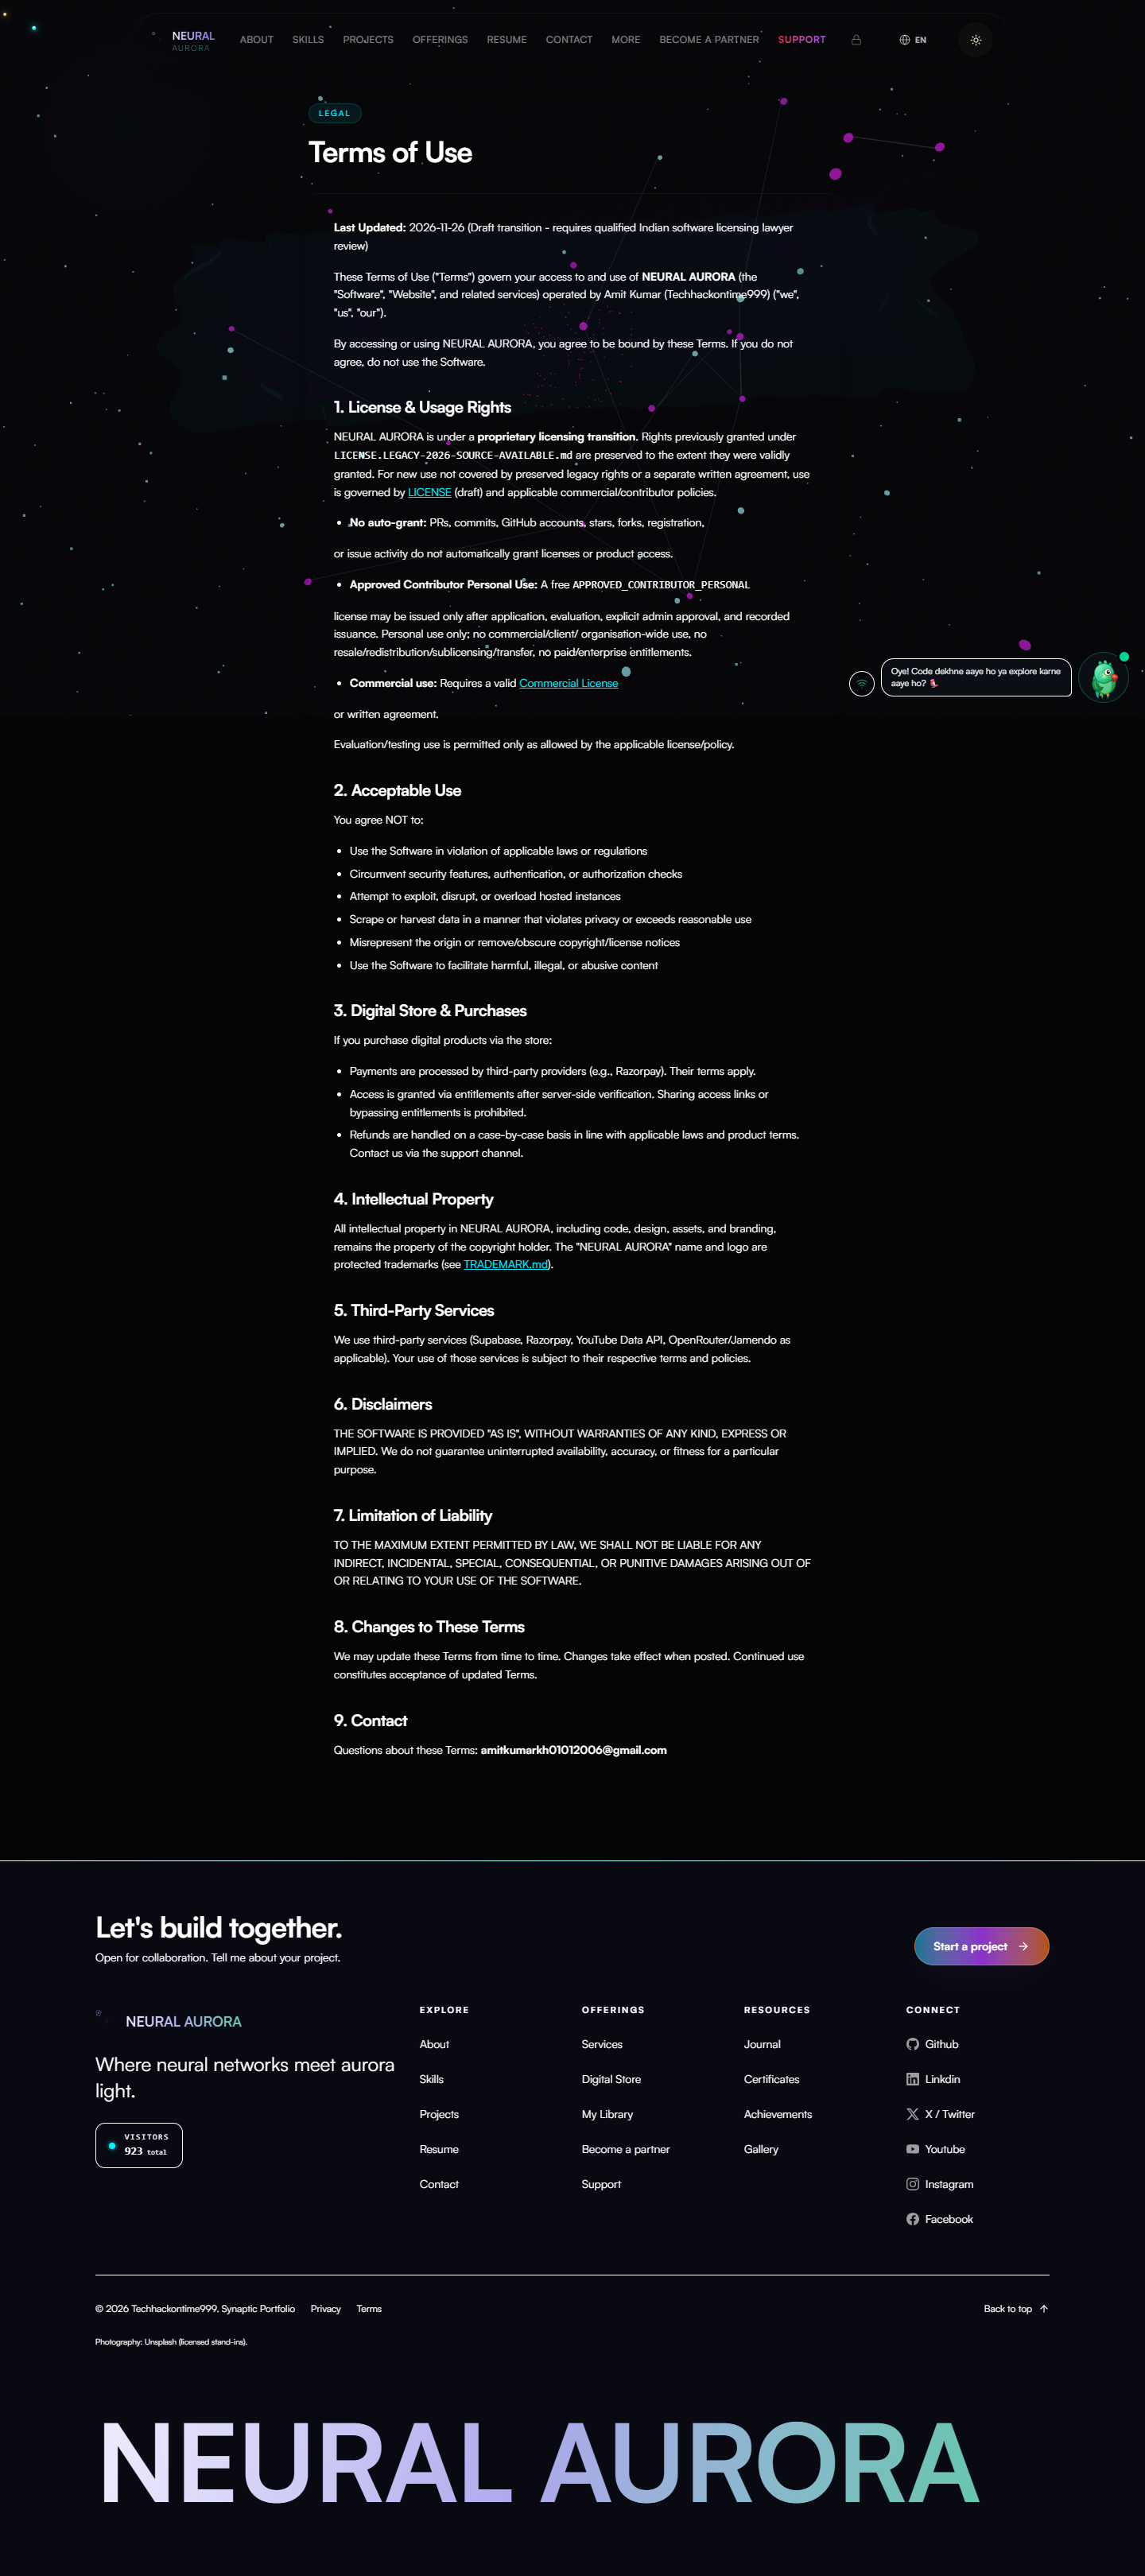 NEURAL
AURORA
ABOUT
SKILLS
PROJECTS
OFFERINGS
RESUME
CONTACT
MORE
BECOME A PARTNER
SUPPORT
EN
LEGAL
Terms of Use
Last Updated: 2026-11-26 (Draft transition - requires qualified Indian software licensing lawyer
review)
These Terms of Use ("Terms") govern your access to and use of NEURAL AURORA (the
"Software", "Website", and related services) operated by Amit Kumar (Techhackontime999) ("we",
"us", "our").
By accessing or using NEURAL AURORA, you agree to be bound by these Terms. If you do not
agree, do not use the Software.
1. License & Usage Rights
NEURAL AURORA is under a proprietary licensing transition. Rights previously granted under
LICENSE.LEGACY-2026-SOURCE-AVAILABLE.md are preserved to the extent they were validly
granted. For new use not covered by preserved legacy rights or a separate written agreement, use
is governed by LICENSE (draft) and applicable commercial/contributor policies.
• No auto-grant: PRs, commits, GitHub accounts, stars, forks, registration,
or issue activity do not automatically grant licenses or product access.
• Approved Contributor Personal Use: A free APPROVED_CONTRIBUTOR_PERSONAL
license may be issued only after application, evaluation, explicit admin approval, and recorded
issuance. Personal use only; no commercial/client/ organisation-wide use, no
resale/redistribution/sublicensing/transfer, no paid/enterprise entitlements.
• Commercial use: Requires a valid Commercial License
or written agreement.
Evaluation/testing use is permitted only as allowed by the applicable license/policy.
Oye! Code dekhne aaye ho ya explore karne
aaye ho?
2. Acceptable Use
You agree NOT to:
• Use the Software in violation of applicable laws or regulations
• Circumvent security features, authentication, or authorization checks
• Attempt to exploit, disrupt, or overload hosted instances
• Scrape or harvest data in a manner that violates privacy or exceeds reasonable use
• Misrepresent the origin or remove/obscure copyright/license notices
• Use the Software to facilitate harmful, illegal, or abusive content
3. Digital Store & Purchases
If you purchase digital products via the store:
• Payments are processed by third-party providers (e.g., Razorpay). Their terms apply.
• Access is granted via entitlements after server-side verification. Sharing access links or
bypassing entitlements is prohibited.
• Refunds are handled on a case-by-case basis in line with applicable laws and product terms.
Contact us via the support channel.
4. Intellectual Property
All intellectual property in NEURAL AURORA, including code, design, assets, and branding,
remains the property of the copyright holder. The "NEURAL AURORA" name and logo are
protected trademarks (see TRADEMARK.md).
5. Third-Party Services
We use third-party services (Supabase, Razorpay, YouTube Data API, OpenRouter/Jamendo as
applicable). Your use of those services is subject to their respective terms and policies.
6. Disclaimers
THE SOFTWARE IS PROVIDED "AS IS", WITHOUT WARRANTIES OF ANY KIND, EXPRESS OR
IMPLIED. We do not guarantee uninterrupted availability, accuracy, or fitness for a particular
purpose.
7. Limitation of Liability
TO THE MAXIMUM EXTENT PERMITTED BY LAW, WE SHALL NOT BE LIABLE FOR ANY
INDIRECT, INCIDENTAL, SPECIAL, CONSEQUENTIAL, OR PUNITIVE DAMAGES ARISING OUT OF
OR RELATING TO YOUR USE OF THE SOFTWARE.
8. Changes to These Terms
We may update these Terms from time to time. Changes take effect when posted. Continued use
constitutes acceptance of updated Terms.
9. Contact
Questions about these Terms: amitkumarkh01012006@gmail.com
Let's build together.
Open for collaboration. Tell me about your project.
Start a project
NEURAL AURORA
Where neural networks meet aurora
light.
VISITORS
923 total
EXPLORE
About
Skills
Projects
Resume
Contact
OFFERINGS
Services
Digital Store
My Library
Become a partner
Support
RESOURCES
Journal
Certificates
Achievements
Gallery
CONNECT
Github
Linkdin
X / Twitter
Youtube
Instagram
Facebook
© 2026 Techhackontime999. Synaptic Portfolio
Privacy
Terms
Back to top
Photography: Unsplash (licensed stand-ins).
NEURAL AURORA